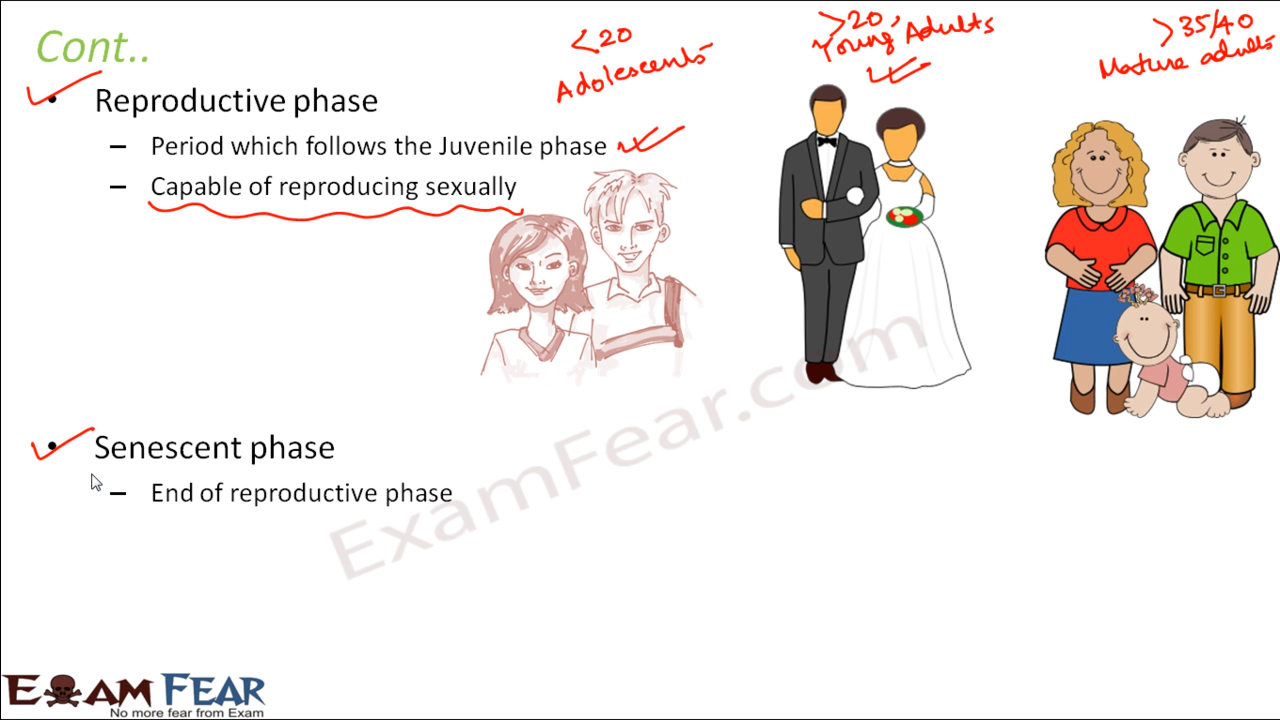 Cont..
<20
Adolescents
>20,
Young Adults
>35/40
Mature adults
• Reproductive phase
– Period which follows the Juvenile phase
– Capable of reproducing sexually
• Senescent phase
– End of reproductive phase
ExamFear.com
EXAM FEAR
No more fear from Exam